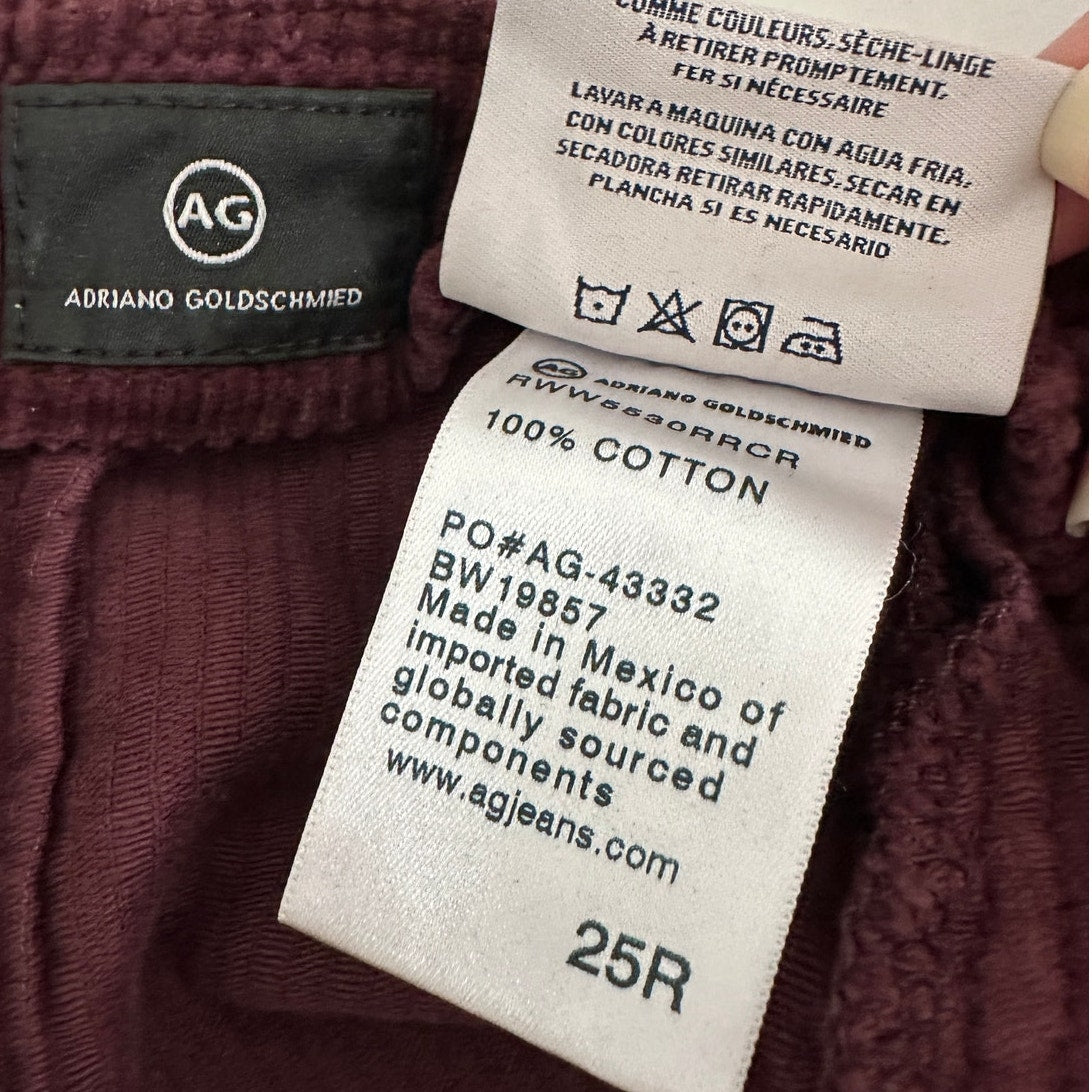 AG
ADRIANO GOLDSCHMIED
COMME COULEURS, SÈCHE-LINGE
À RETIRER PROMPTEMENT,
FER SI NÉCESSAIRE
LAVAR A MAQUINA CON AGUA FRIA,
CON COLORES SIMILARES, SECAR EN
SECADORA RETIRAR RAPIDAMENTE,
PLANCHA SI ES NECESARIO
AG ADRIANO GOLDSCHMIED
RWW5530RRCR
100% COTTON
PO#AG-43332
BW19857
Made in Mexico of
imported fabric and
globally sourced
components
www.agjeans.com
25R